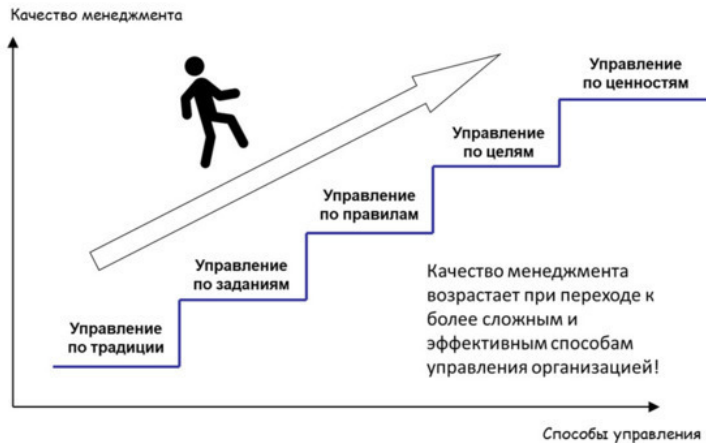 Качество менеджмента
Управление
по ценностям
Управление
по целям
Управление
по правилам
Управление
по заданиям
Управление
по традиции
Качество менеджмента
возрастает при переходе к
более сложным и
эффективным способам
управления организацией!
Способы управления